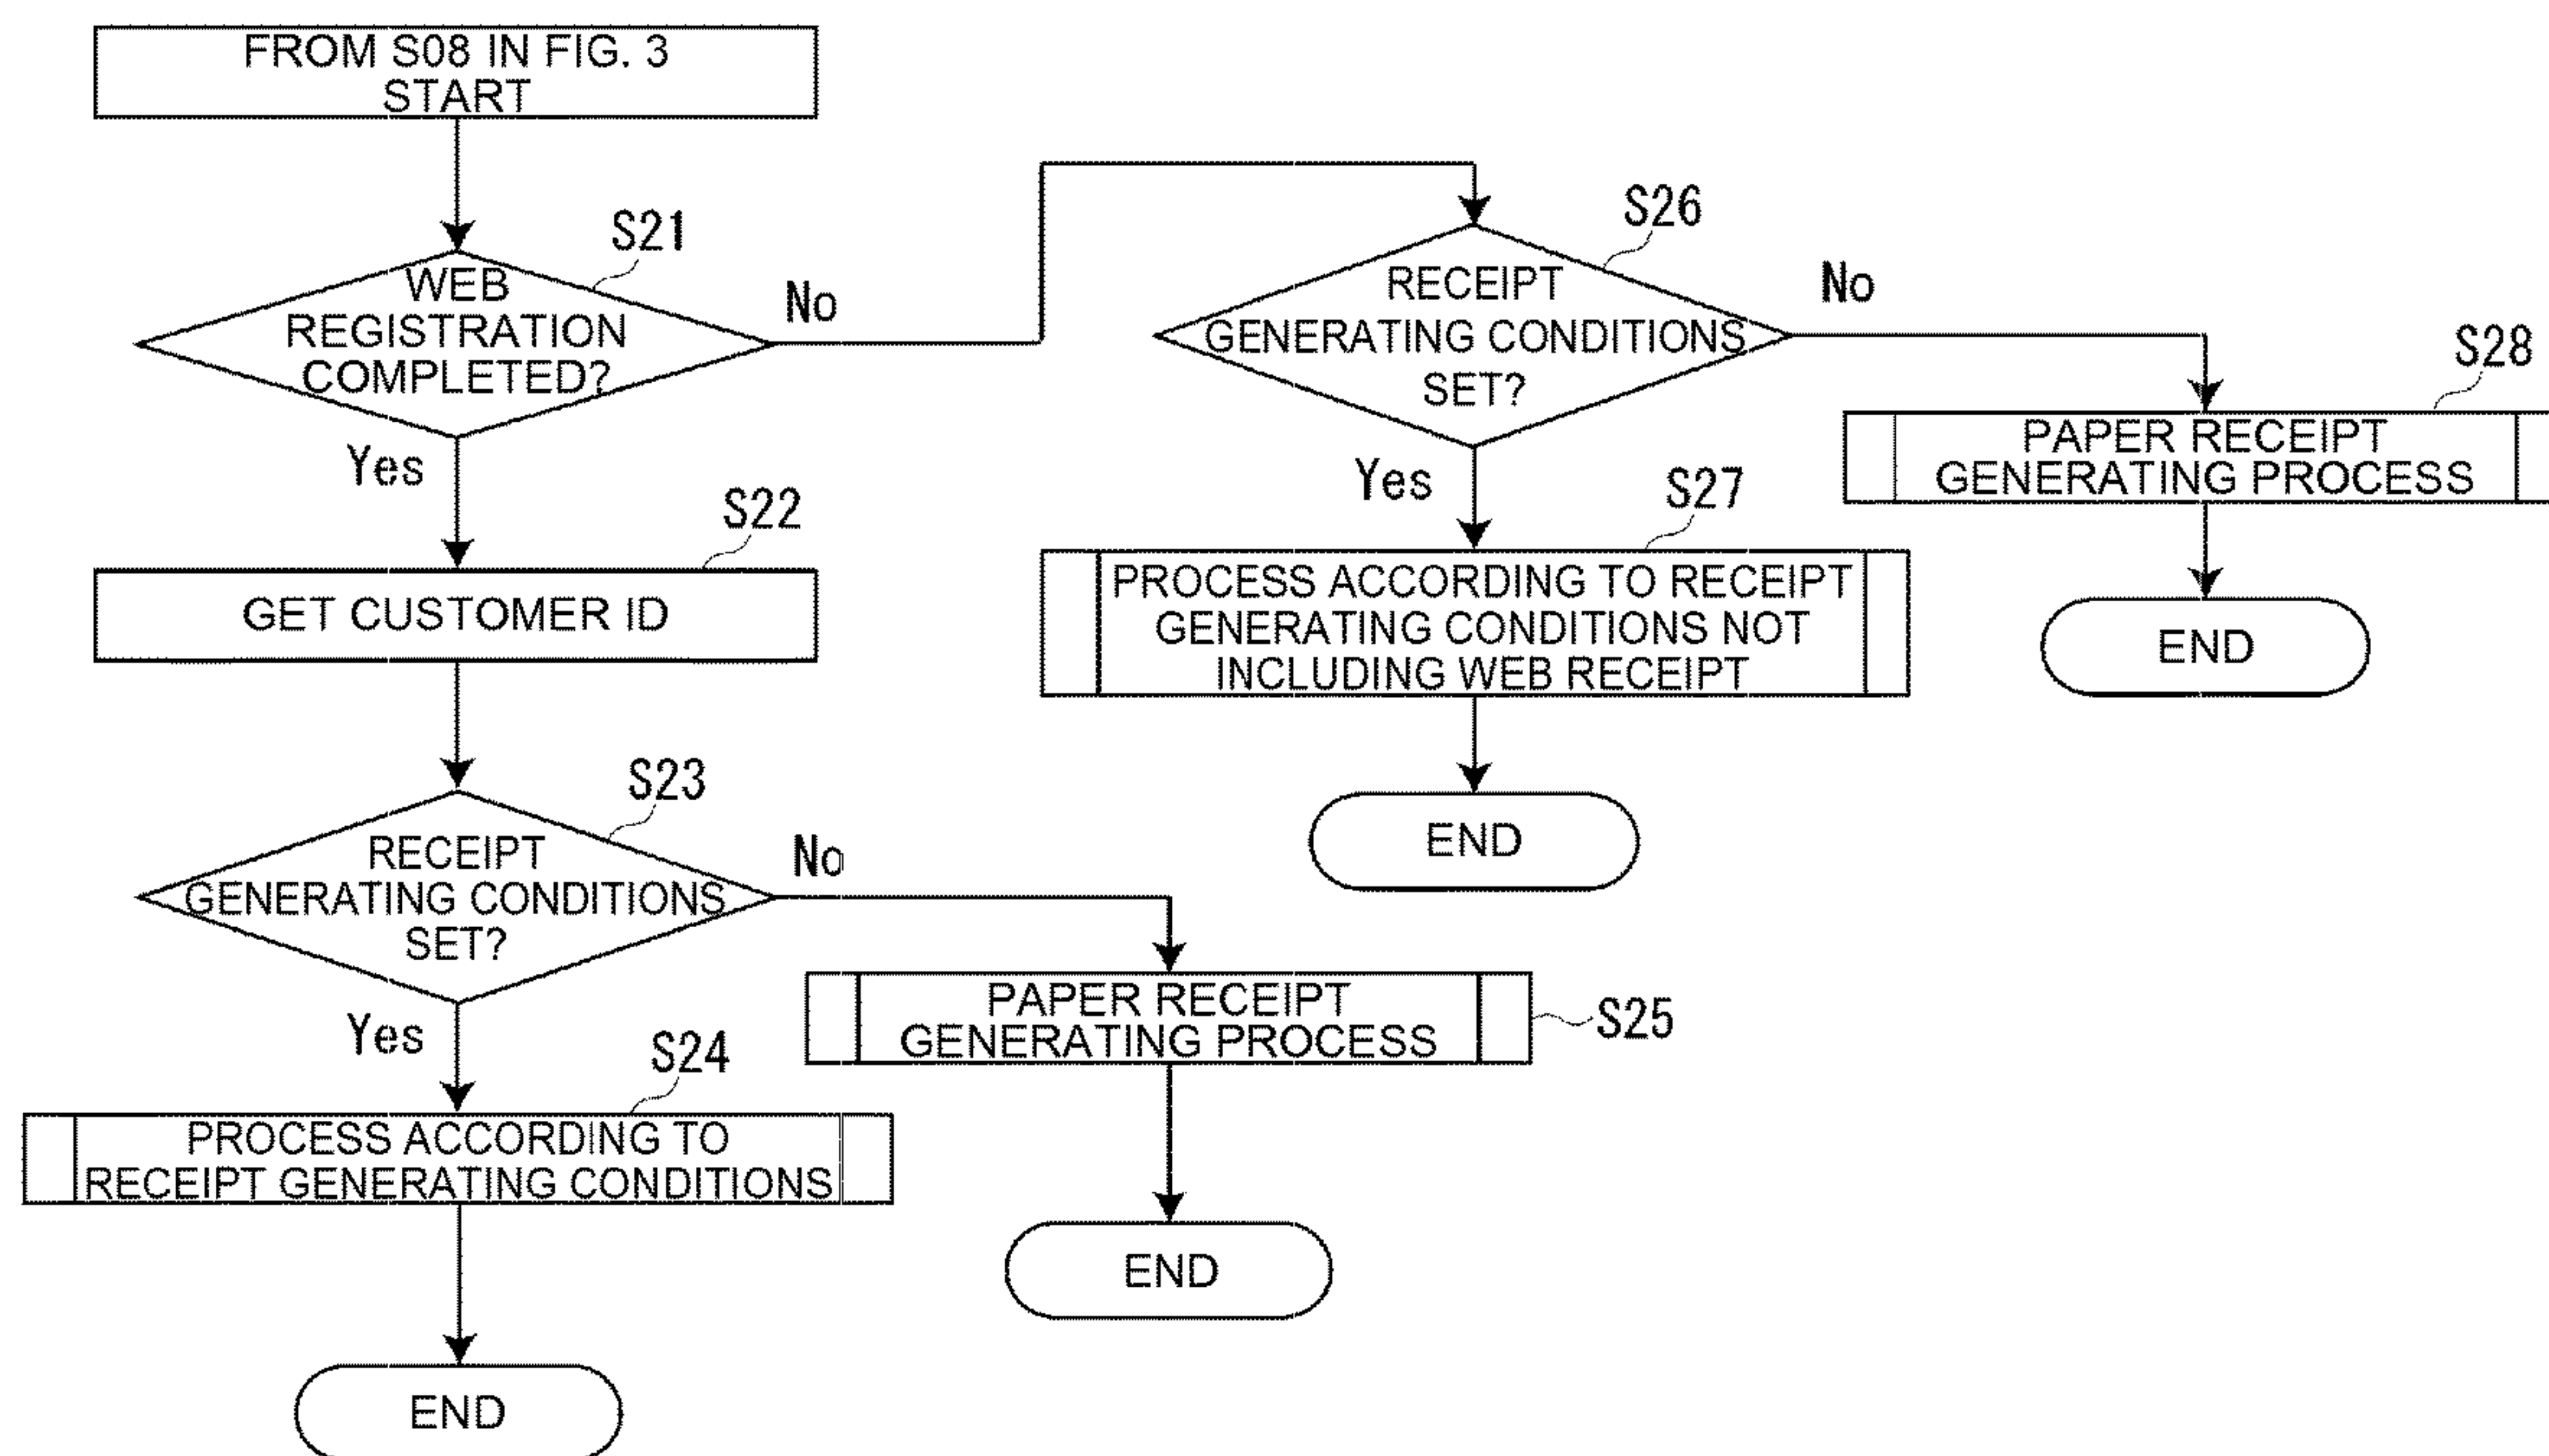 FROM S08 IN FIG. 3
START
S21
WEB
REGISTRATION
COMPLETED?
No
Yes
S22
GET CUSTOMER ID
S23
RECEIPT
GENERATING CONDITIONS
SET?
No
Yes
S24
PROCESS ACCORDING TO
RECEIPT GENERATING CONDITIONS
END
PAPER RECEIPT
GENERATING PROCESS
S25
END
S26
RECEIPT
GENERATING CONDITIONS
SET?
No
Yes
S27
PROCESS ACCORDING TO RECEIPT
GENERATING CONDITIONS NOT
INCLUDING WEB RECEIPT
END
S28
PAPER RECEIPT
GENERATING PROCESS
END